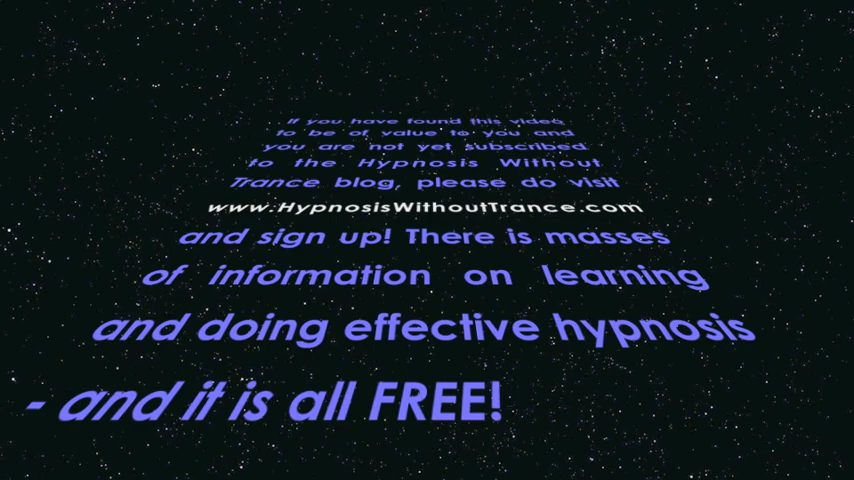 If you have found this video
to be of value to you and
you are not yet subscribed
to the Hypnosis Without
Trance blog, please do visit
www.HypnosisWithoutTrance.com
and sign up! There is masses
of information on learning
and doing effective hypnosis
- and it is all FREE!